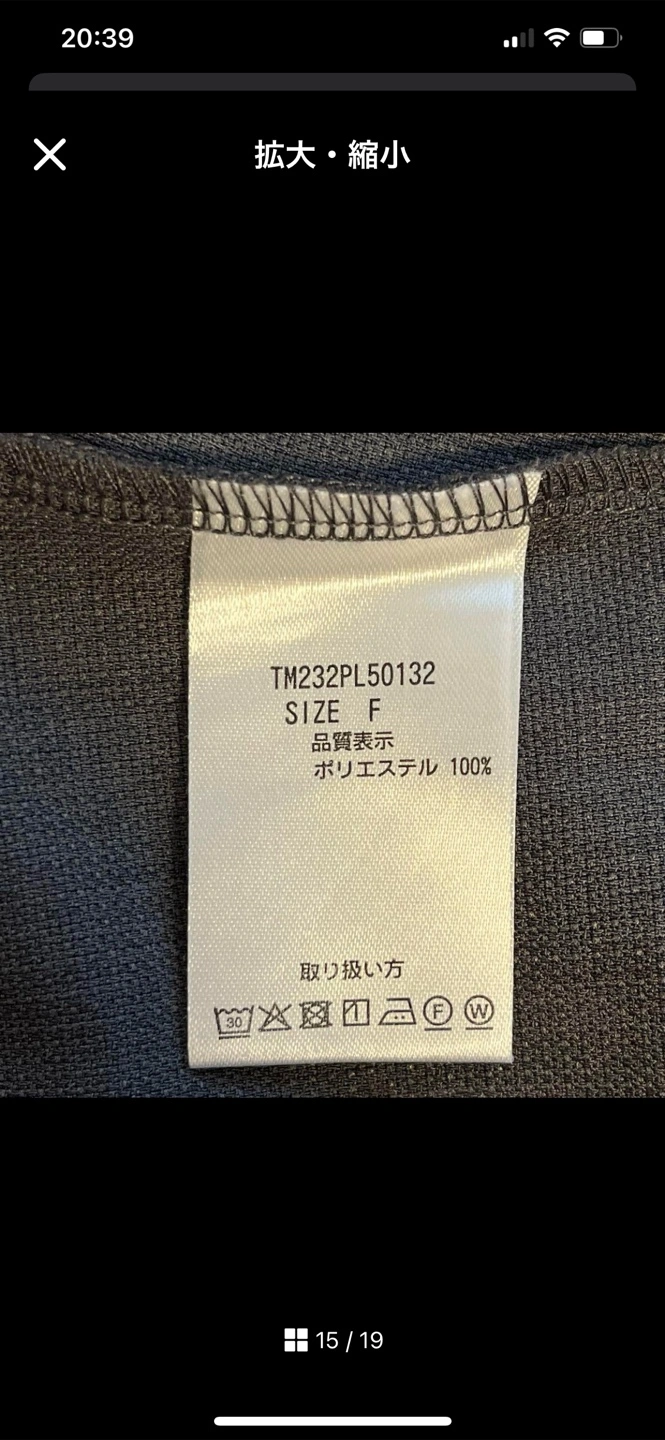 20:39
拡大・縮小
TM232PL50132
SIZE F
品質表示
ポリエステル 100%
取り扱い方
30 F W
15 / 19